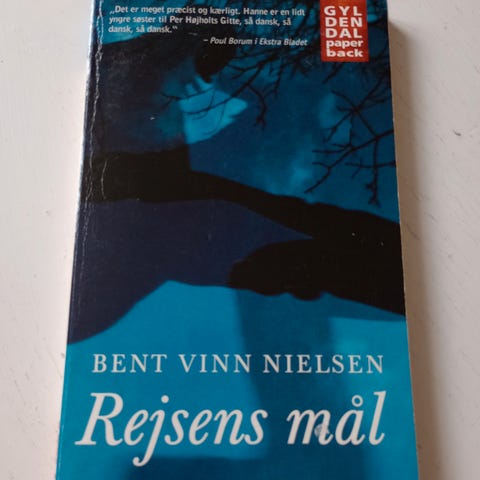 „Det er meget præcist og kærligt. Hanne er en lidt
yngre søster til Per Højholts Gitte, så dansk, så
dansk, så dansk.“
– Poul Borum i Ekstra Bladet
GYL
DEN
DAL
paper
back
BENT VINN NIELSEN
Rejsens mål